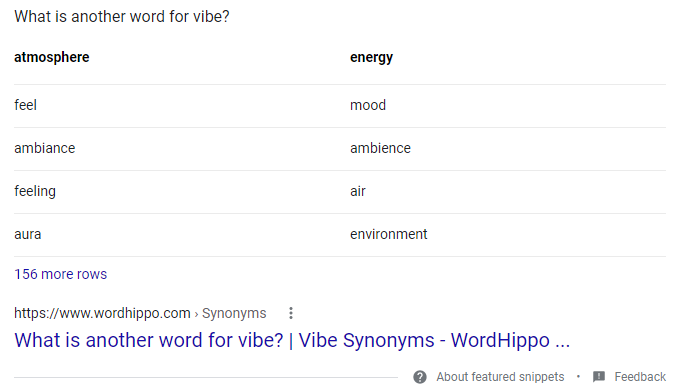 What is another word for vibe?
atmosphere energy
feel mood
ambiance ambience
feeling air
aura environment
156 more rows
https://www.wordhippo.com › Synonyms
What is another word for vibe? | Vibe Synonyms - WordHippo ...
About featured snippets • Feedback